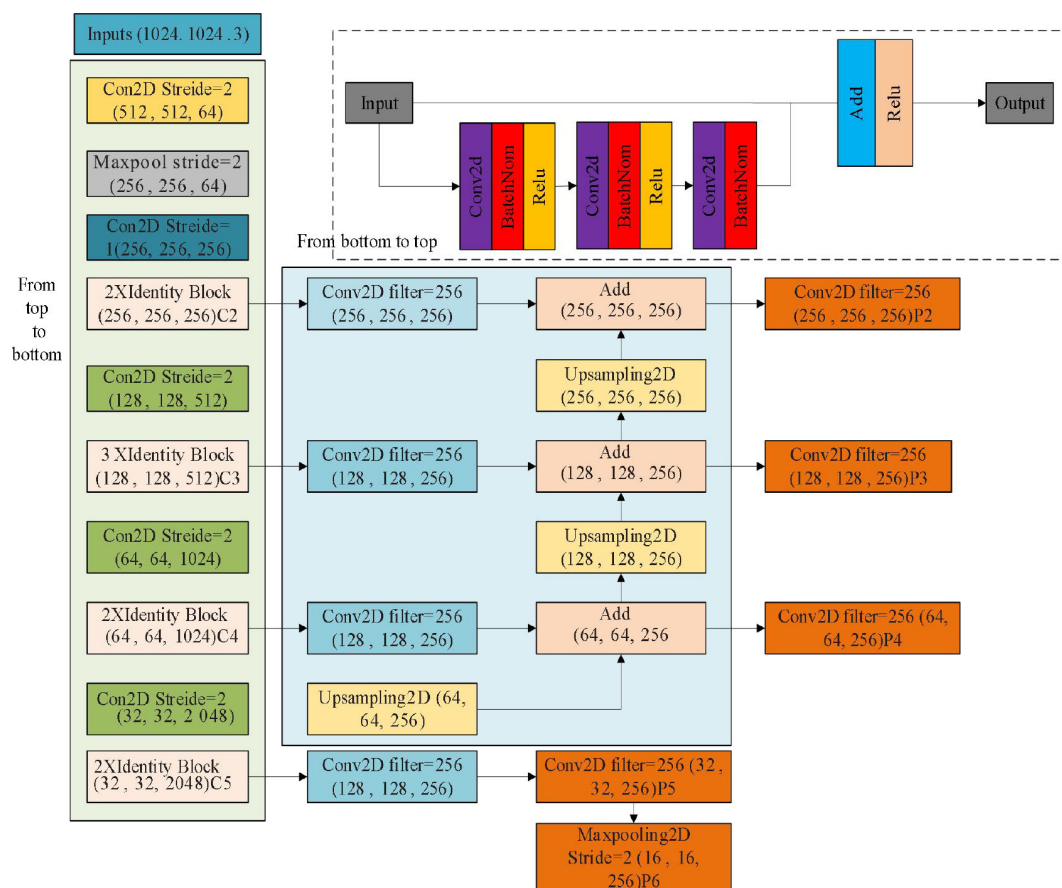 Inputs (1024. 1024 .3)
Con2D Streide=2
(512 , 512, 64)
Maxpool stride=2
(256 , 256 , 64)
Con2D Streide=
1(256, 256, 256)
From
top
to
bottom
2XIdentity Block
(256, 256, 256)C2
Con2D Streide=2
(128 , 128, 512)
3 XIdentity Block
(128 , 128 , 512)C3
Con2D Streide=2
(64, 64, 1024)
2XIdentity Block
(64 , 64, 1024)C4
Con2D Streide=2
(32, 32, 2 048)
2XIdentity Block
(32 , 32, 2048)C5
Input
Conv2d
BatchNom
Relu
Conv2d
BatchNom
Relu
Conv2d
BatchNom
Add
Relu
Output
From bottom to top
Conv2D filter=256
(256 , 256, 256)
Add
(256, 256, 256)
Conv2D filter=256
(256, 256, 256)P2
Upsampling2D
(256, 256, 256)
Conv2D filter=256
(128 , 128, 256)
Add
(128, 128, 256)
Conv2D filter=256
(128 , 128, 256)P3
Upsampling2D
(128, 128 , 256)
Conv2D filter=256
(128 , 128, 256)
Add
(64, 64, 256
Conv2D filter=256 (64,
64, 256)P4
Upsampling2D (64,
64, 256)
Conv2D filter=256
(128 , 128, 256)
Conv2D filter=256 (32 ,
32, 256)P5
Maxpooling2D
Stride=2 (16 , 16,
256)P6